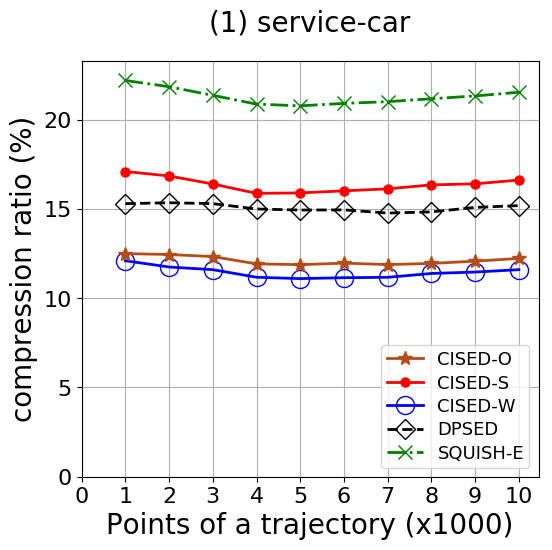 (1) service-car
compression ratio (%)
20
15
10
5
0
0 1 2 3 4 5 6 7 8 9 10
Points of a trajectory (x1000)
CISED-O
CISED-S
CISED-W
DPSED
SQUISH-E